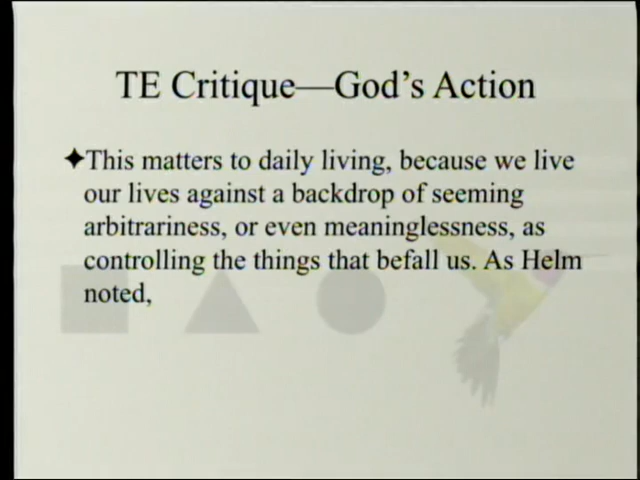 TE Critique—God's Action
✦This matters to daily living, because we live
our lives against a backdrop of seeming
arbitrariness, or even meaninglessness, as
controlling the things that befall us. As Helm
noted,